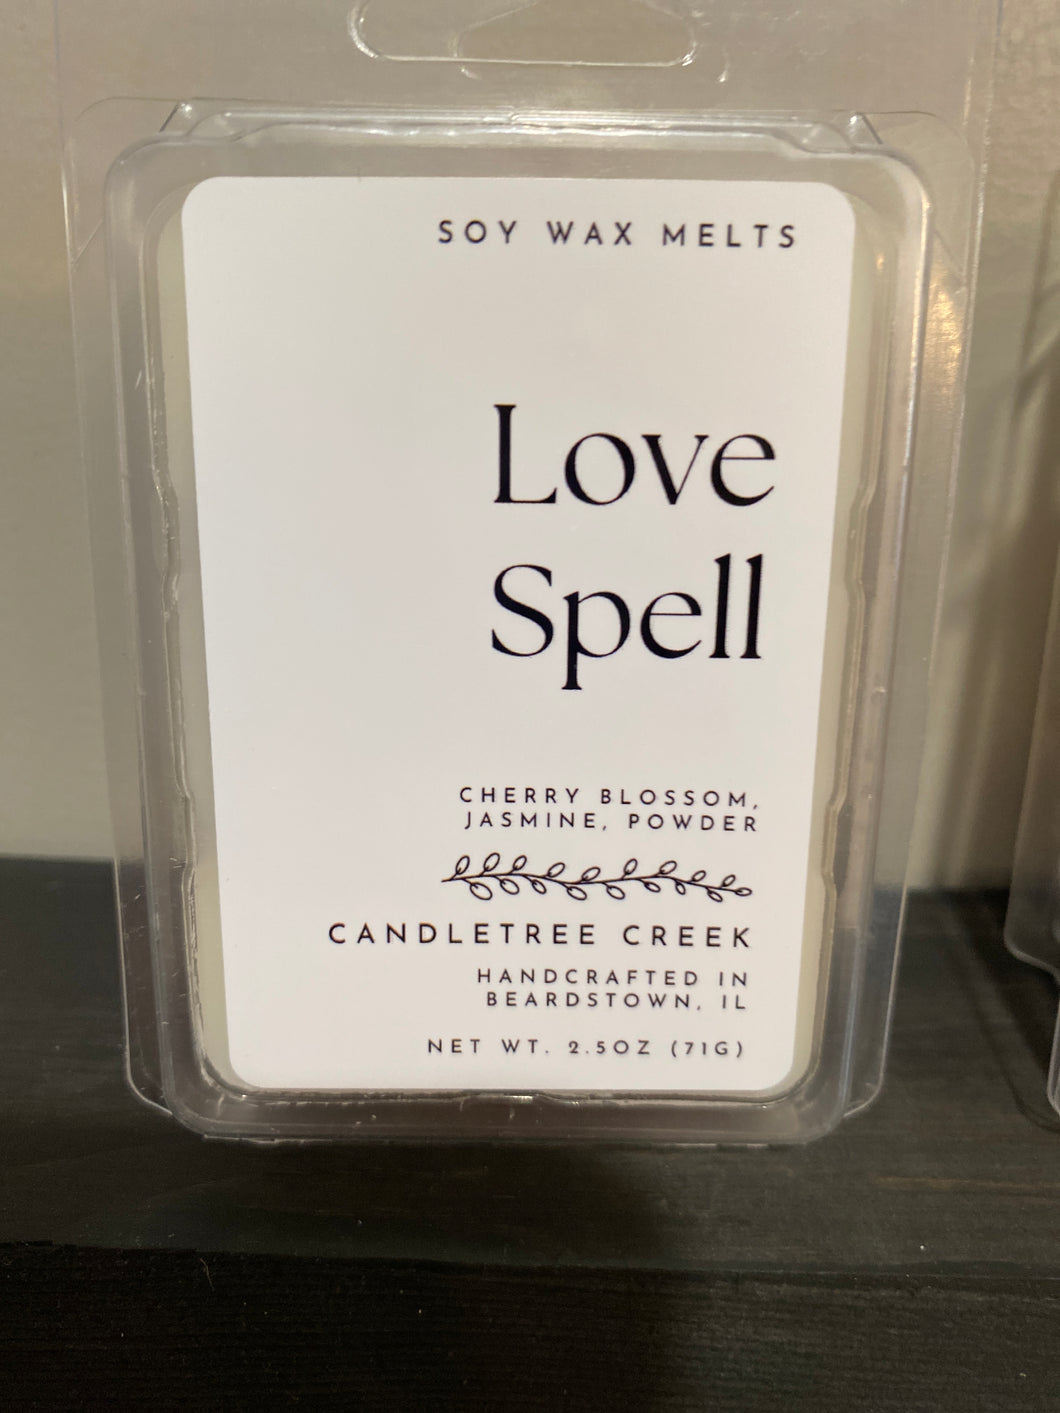 SOY WAX MELTS
Love
Spell
CHERRY BLOSSOM,
JASMINE, POWDER
CANDLETREE CREEK
HANDCRAFTED IN
BEARDSTOWN, IL
NET WT. 2.5OZ (71G)